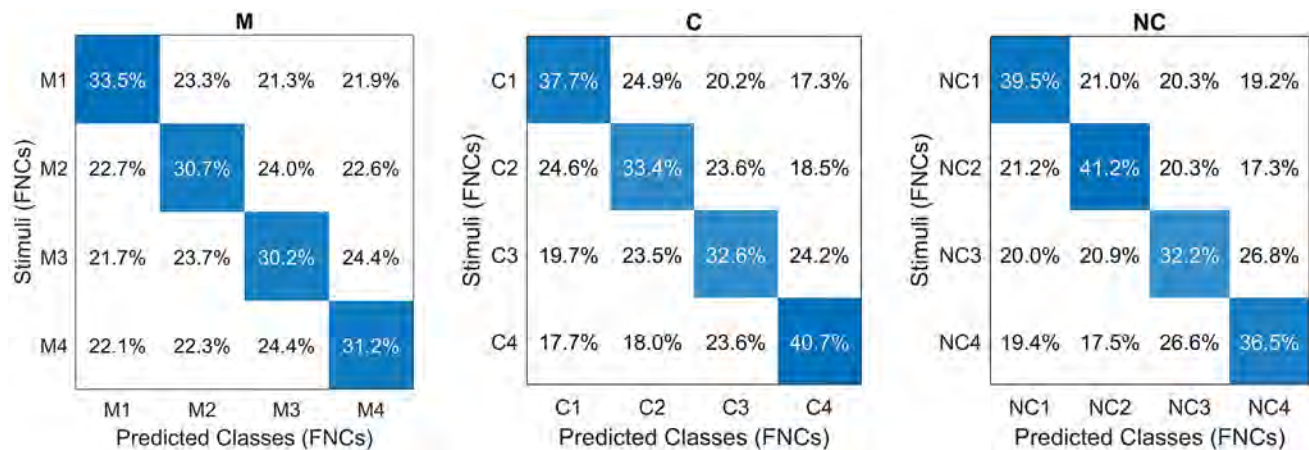 M
Stimuli (FNCs)
M1 33.5% 23.3% 21.3% 21.9%
M2 22.7% 30.7% 24.0% 22.6%
M3 21.7% 23.7% 30.2% 24.4%
M4 22.1% 22.3% 24.4% 31.2%
M1 M2 M3 M4
Predicted Classes (FNCs)
C
Stimuli (FNCs)
C1 37.7% 24.9% 20.2% 17.3%
C2 24.6% 33.4% 23.6% 18.5%
C3 19.7% 23.5% 32.6% 24.2%
C4 17.7% 18.0% 23.6% 40.7%
C1 C2 C3 C4
Predicted Classes (FNCs)
NC
Stimuli (FNCs)
NC1 39.5% 21.0% 20.3% 19.2%
NC2 21.2% 41.2% 20.3% 17.3%
NC3 20.0% 20.9% 32.2% 26.8%
NC4 19.4% 17.5% 26.6% 36.5%
NC1 NC2 NC3 NC4
Predicted Classes (FNCs)